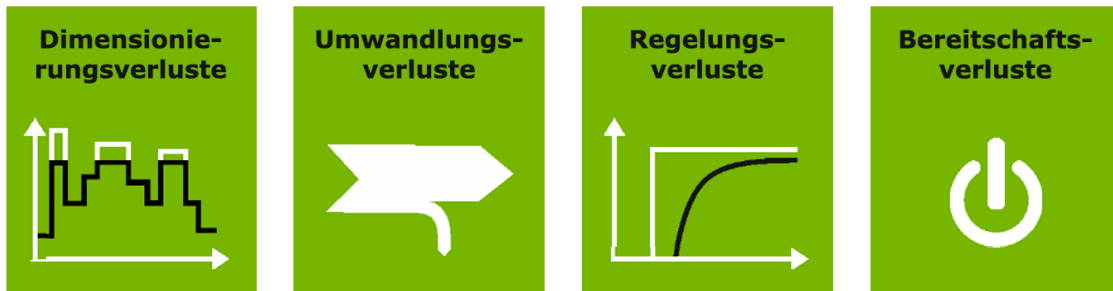 Dimensionie-
rungsverluste
Umwandlungs-
verluste
Regelungs-
verluste
Bereitschafts-
verluste